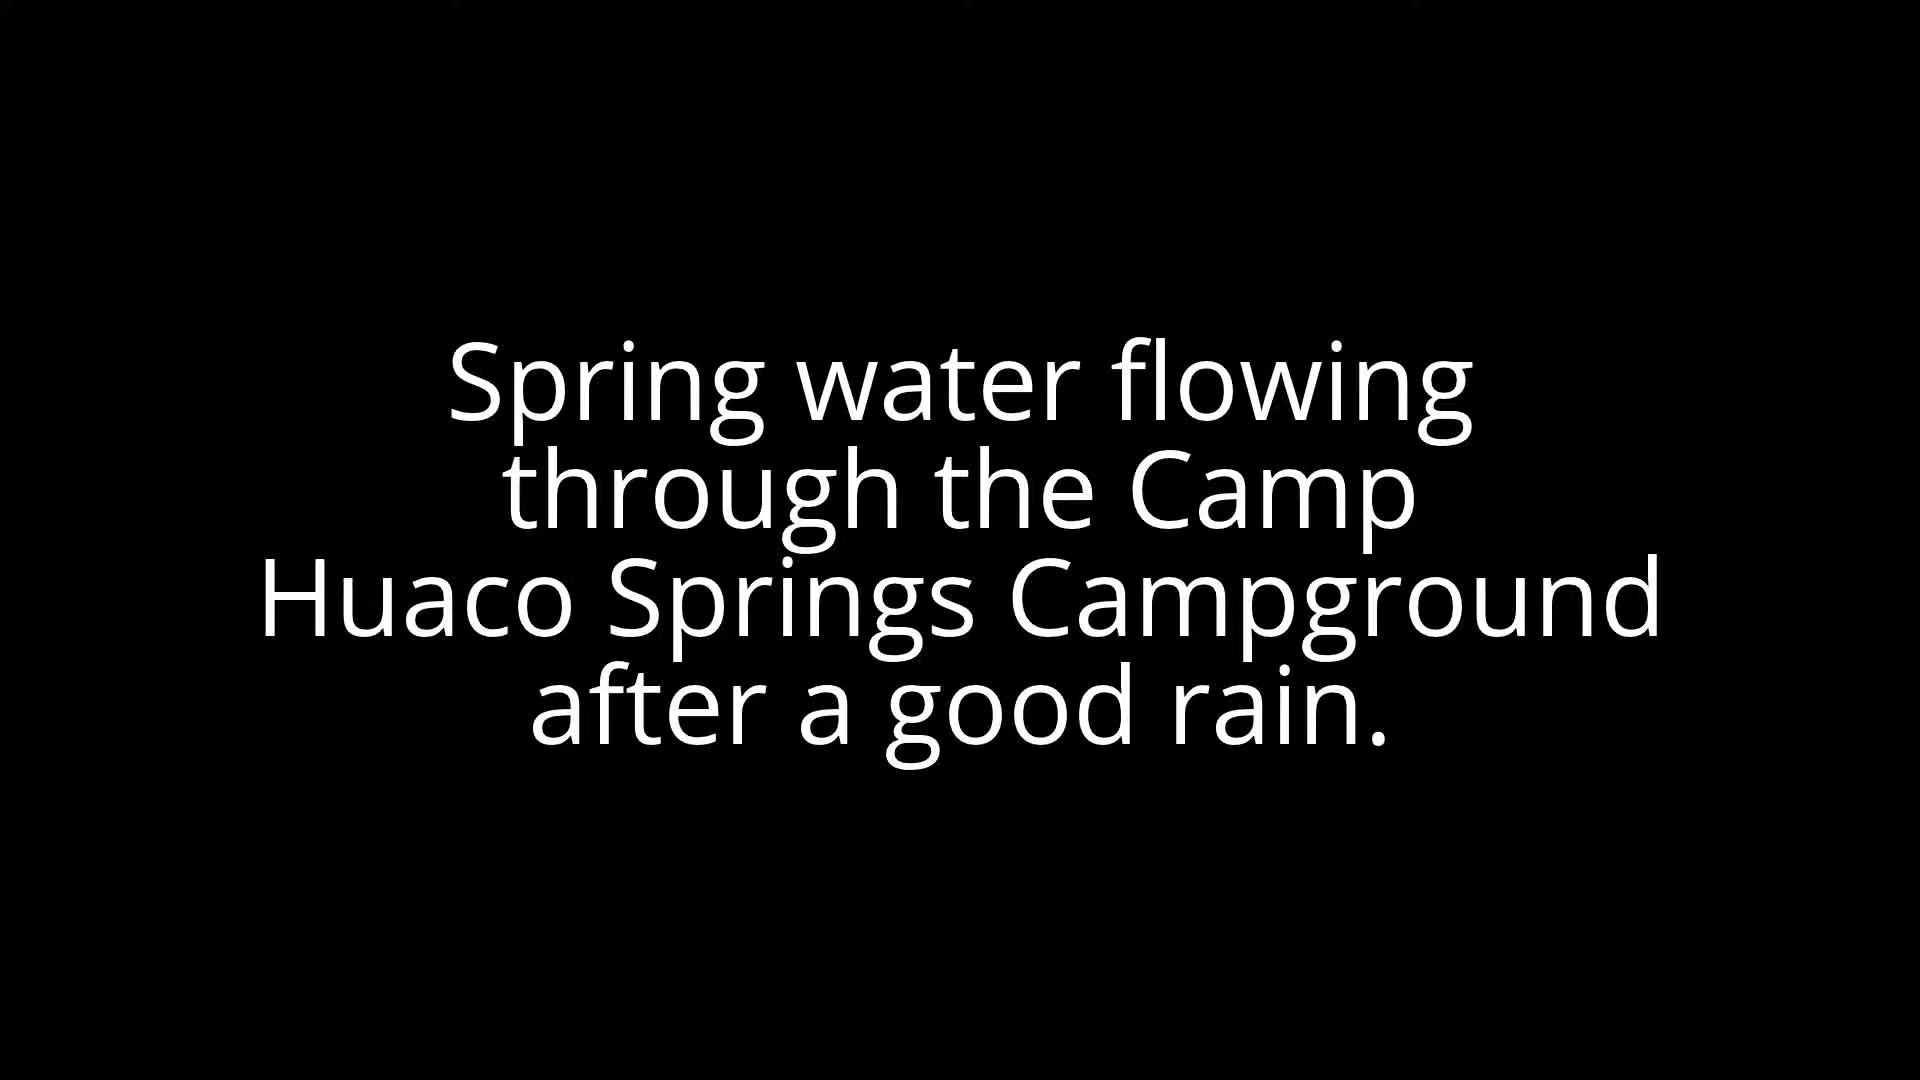 Spring water flowing
through the Camp
Huaco Springs Campground
after a good rain.